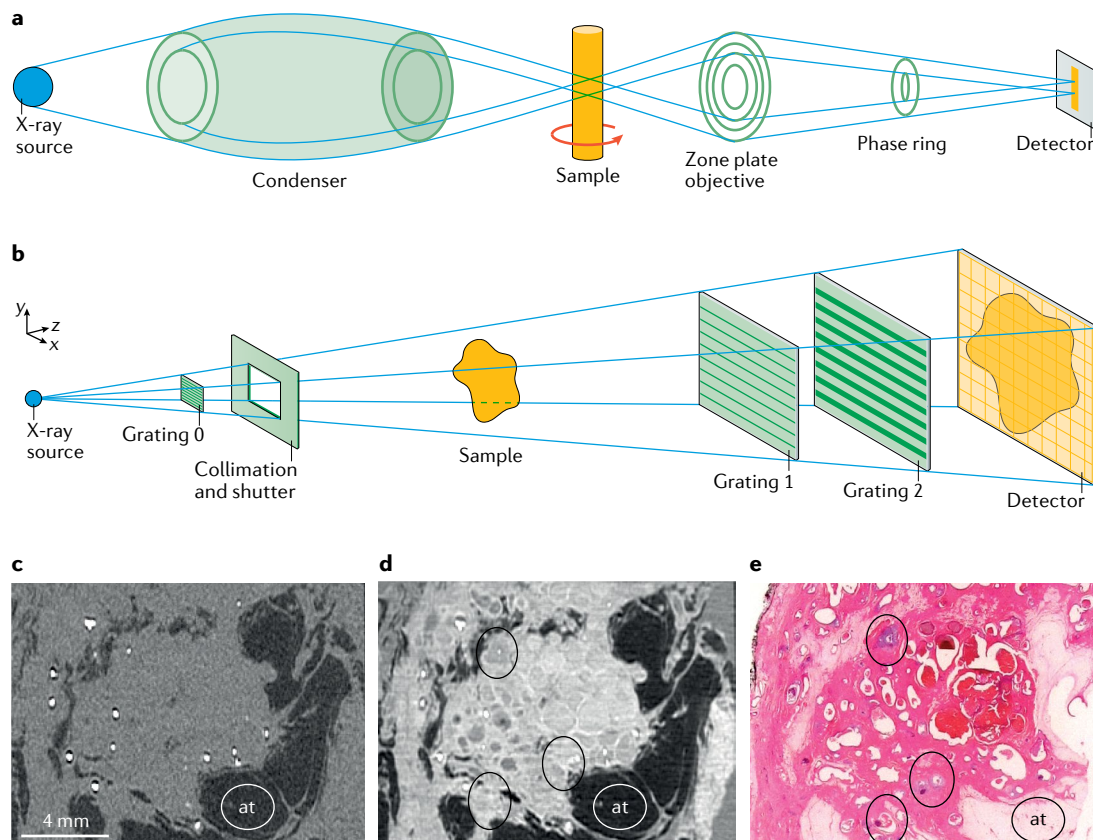 a
X-ray
source
Condenser
Sample
Zone plate
objective
Phase ring
Detector
b
y
z
x
X-ray
source
Grating 0
Collimation
and shutter
Sample
Grating 1
Grating 2
Detector
c
d
e
at
4 mm
at
at